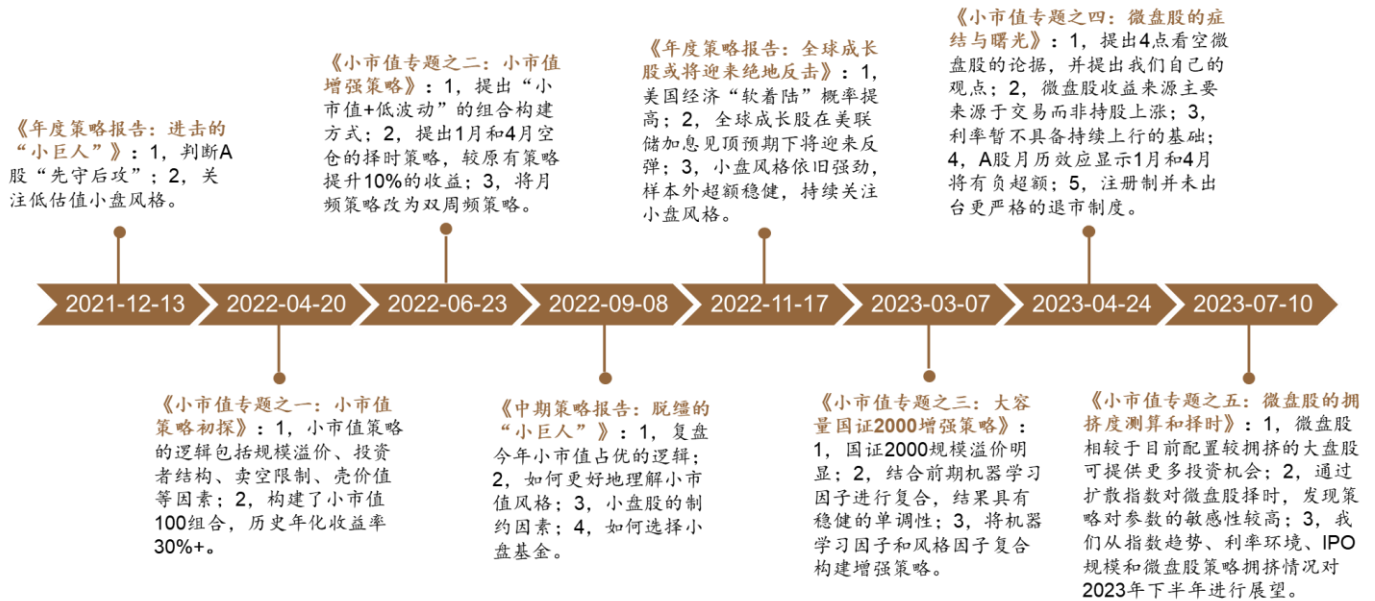 《年度策略报告：进击的
“小巨人”》：1，判断A
股“先守后攻”；2，关
注低估值小盘风格。
《小市值专题之二：小市值
增强策略》：1，提出“小
市值+低波动”的组合构建
方式；2，提出1月和4月空
仓的择时策略，较原有策略
提升10%的收益；3，将月
频策略改为双周频策略。
《年度策略报告：全球成长
股或将迎来绝地反击》：1，
美国经济“软着陆”概率提
高；2，全球成长股在美联
储加息见顶预期下将迎来反
弹；3，小盘风格依旧强劲，
样本外超额稳健，持续关注
小盘风格。
《小市值专题之四：微盘股的症
结与曙光》：1，提出4点看空微
盘股的论据，并提出我们自己的
观点；2，微盘股收益来源主要
来源于交易而非持股上涨；3，
利率暂不具备持续上行的基础；
4，A股月历效应显示1月和4月
将有负超额；5，注册制并未出
台更严格的退市制度。
2021-12-13
2022-04-20
2022-06-23
2022-09-08
2022-11-17
2023-03-07
2023-04-24
2023-07-10
《小市值专题之一：小市值
策略初探》：1，小市值策略
的逻辑包括规模溢价、投资
者结构、卖空限制、壳价值
等因素；2，构建了小市值
100组合，历史年化收益率
30%+。
《中期策略报告：脱缰的
“小巨人” 》：1，复盘
今年小市值占优的逻辑；
2，如何更好地理解小市
值风格；3，小盘股的制
约因素；4，如何选择小
盘基金。
《小市值专题之三：大容
量国证2000增强策略》：
1，国证2000规模溢价明
显；2，结合前期机器学习
因子进行复合，结果具有
稳健的单调性；3，将机器
学习因子和风格因子复合
构建增强策略。
《小市值专题之五：微盘股的拥
挤度测算和择时》：1，微盘股
相较于目前配置较拥挤的大盘股
可提供更多投资机会；2，通过
扩散指数对微盘股择时，发现策
略对参数的敏感性较高；3，我
们从指数趋势、利率环境、IPO
规模和微盘股策略拥挤情况对
2023年下半年进行展望。